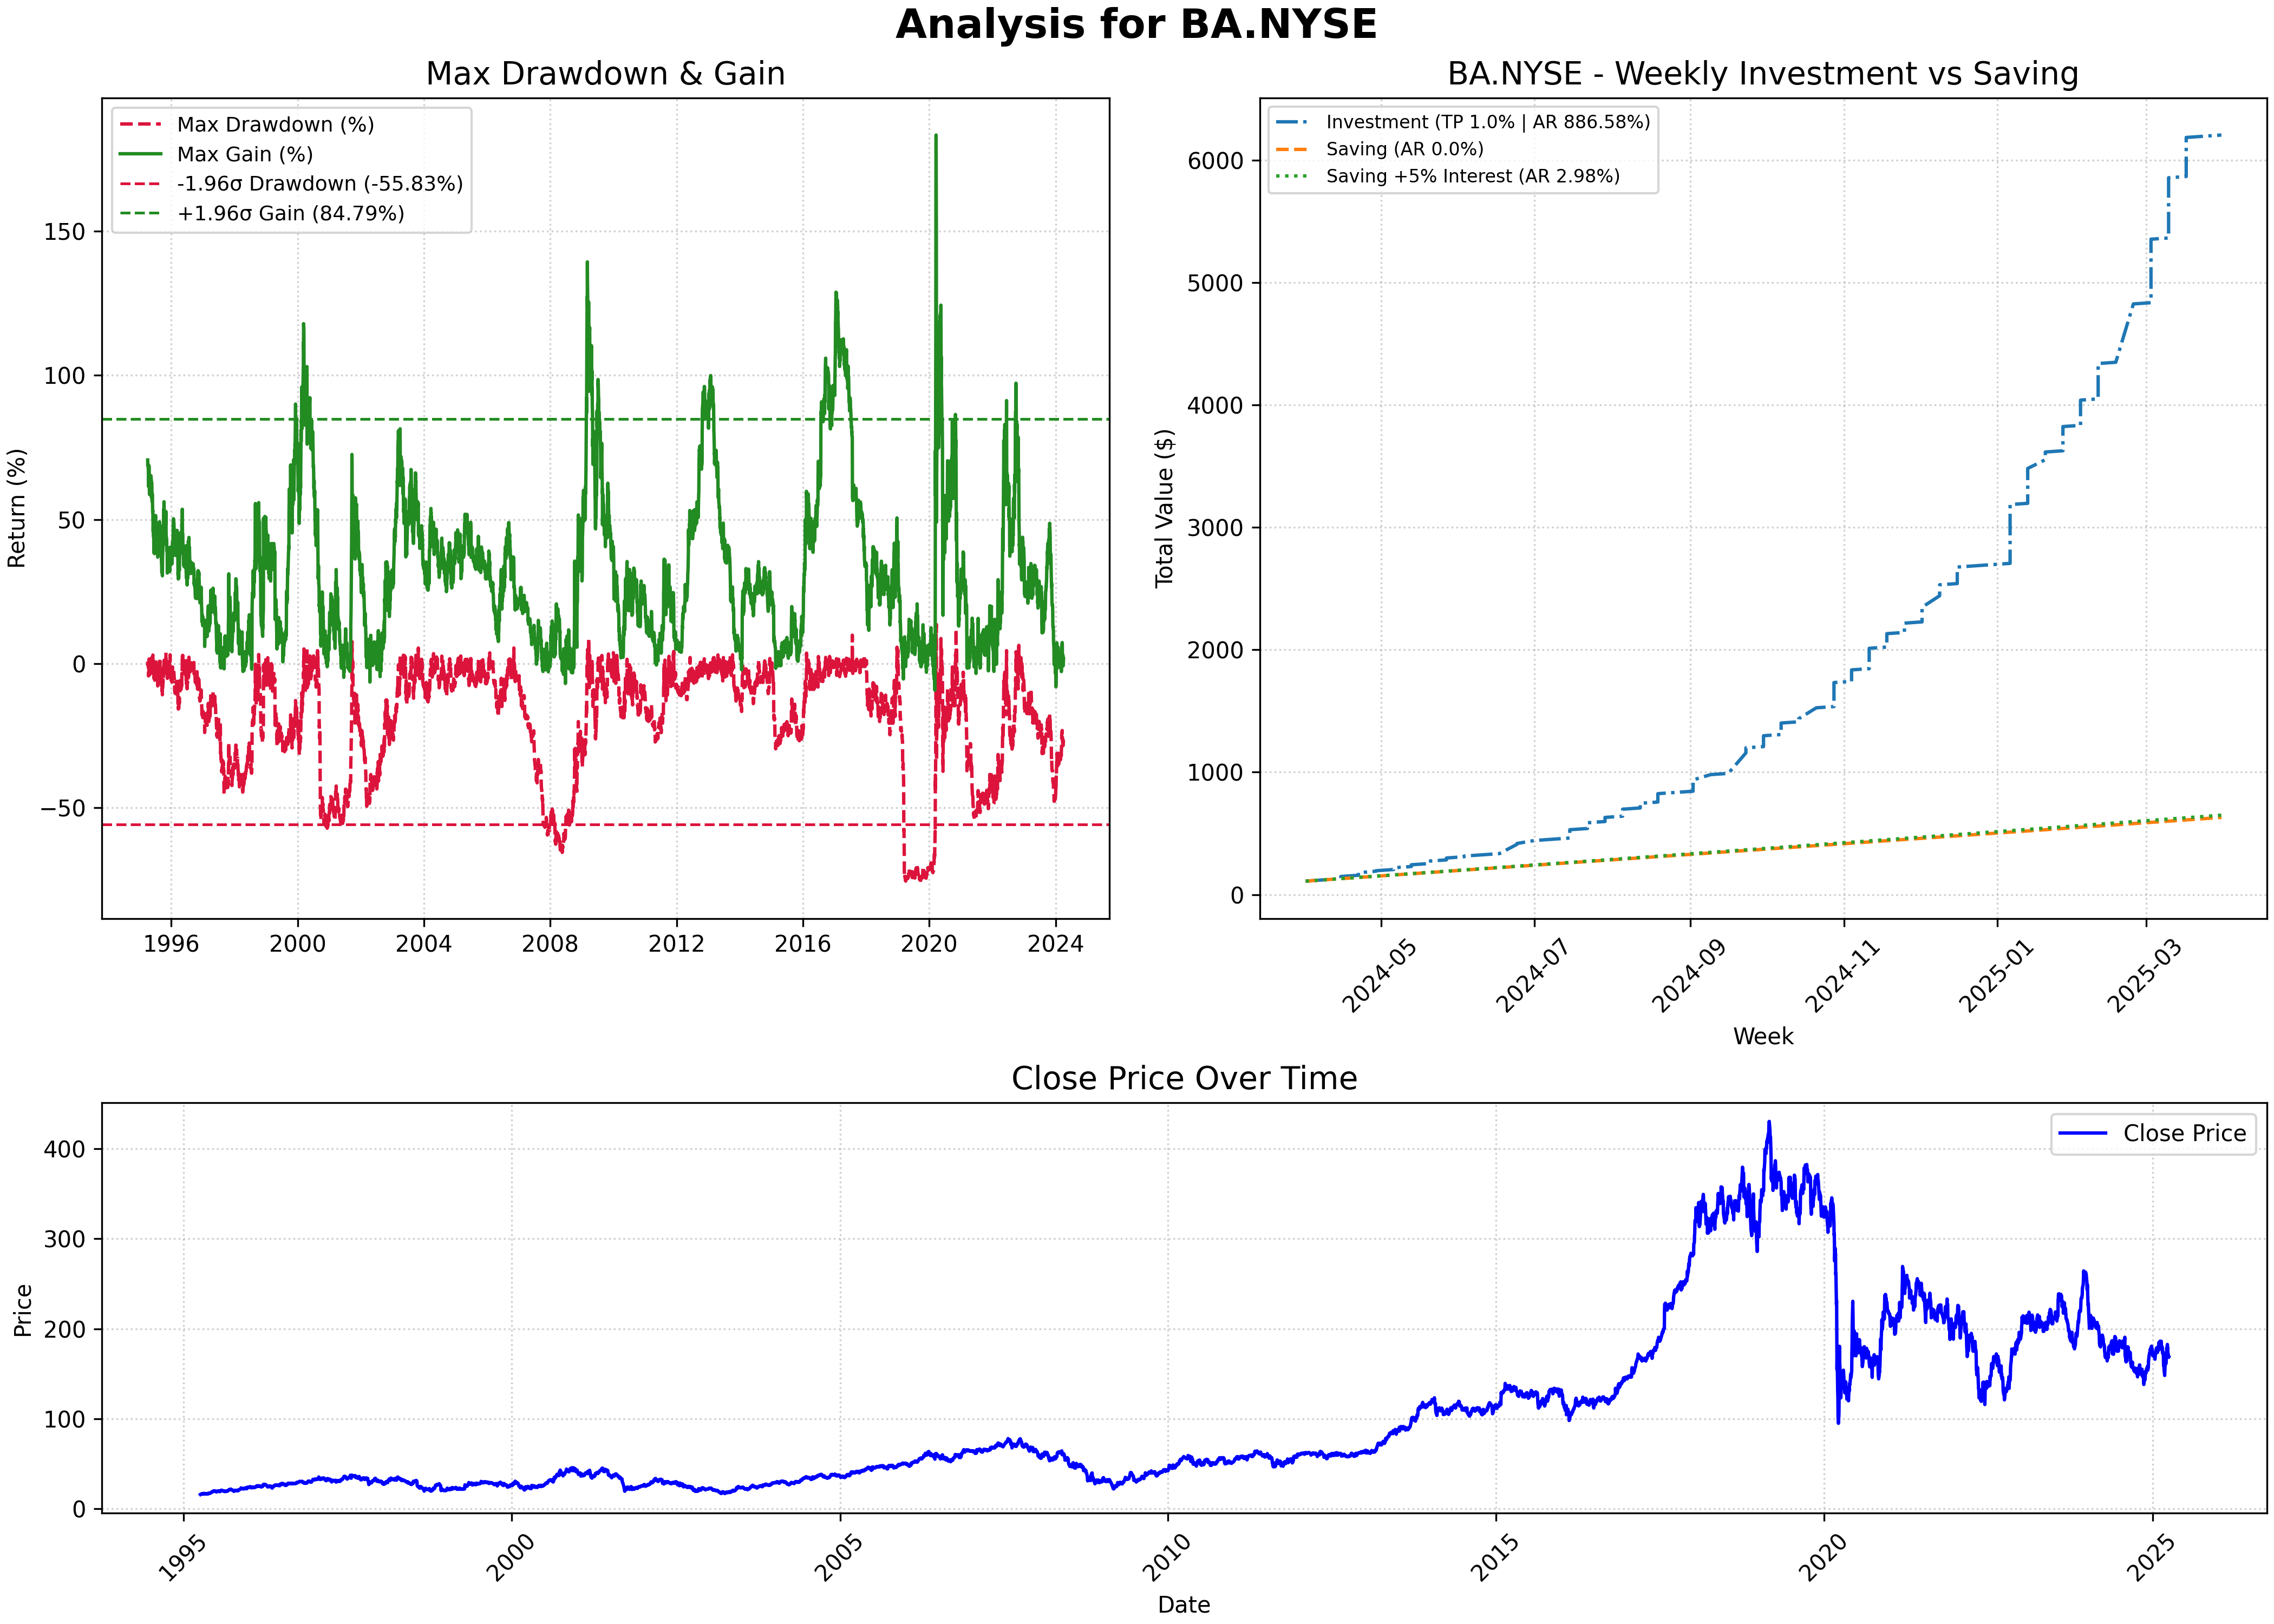 Analysis for BA.NYSE
Max Drawdown & Gain
Max Drawdown (%)
Max Gain (%)
-1.96σ Drawdown (-55.83%)
+1.96σ Gain (84.79%)
Return (%)
150
100
50
0
−50
1996 2000 2004 2008 2012 2016 2020 2024
BA.NYSE - Weekly Investment vs Saving
Investment (TP 1.0% | AR 886.58%)
Saving (AR 0.0%)
Saving +5% Interest (AR 2.98%)
Total Value ($)
6000
5000
4000
3000
2000
1000
0
2024-05 2024-07 2024-09 2024-11 2025-01 2025-03
Week
Close Price Over Time
Close Price
Price
400
300
200
100
0
1995 2000 2005 2010 2015 2020 2025
Date